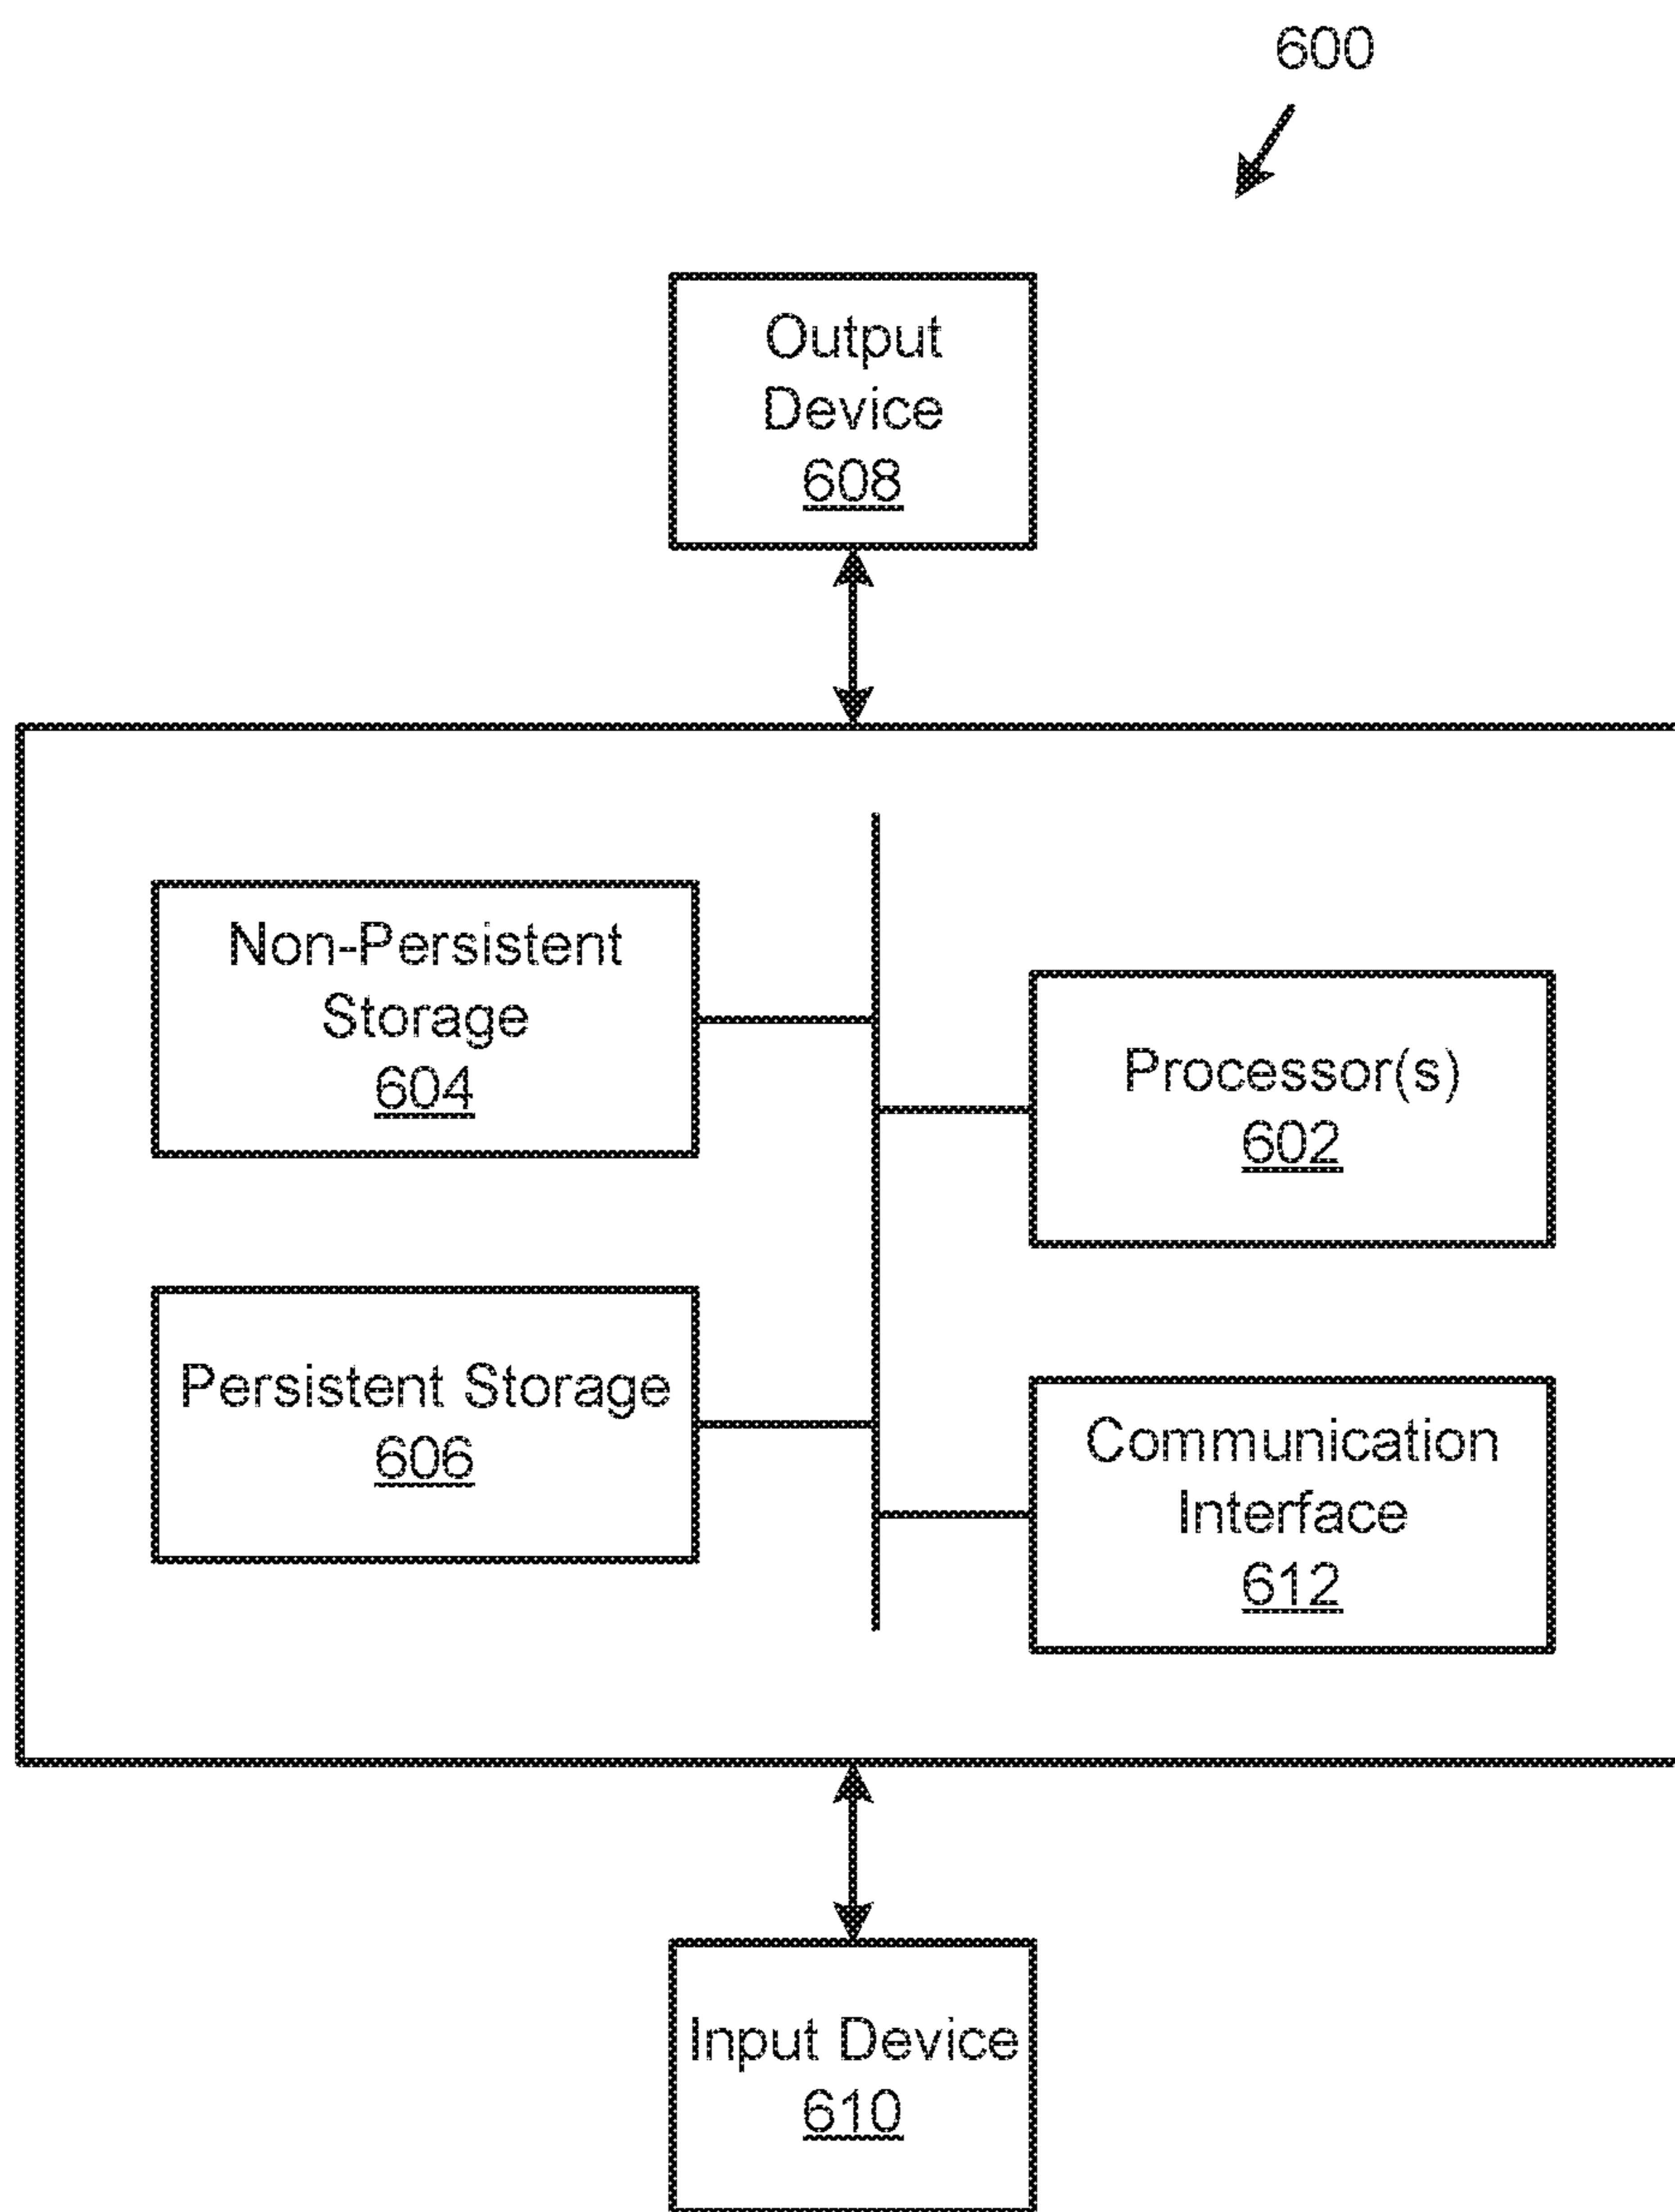 600
Output
Device
608
Non-Persistent
Storage
604
Processor(s)
602
Persistent Storage
606
Communication
Interface
612
Input Device
610